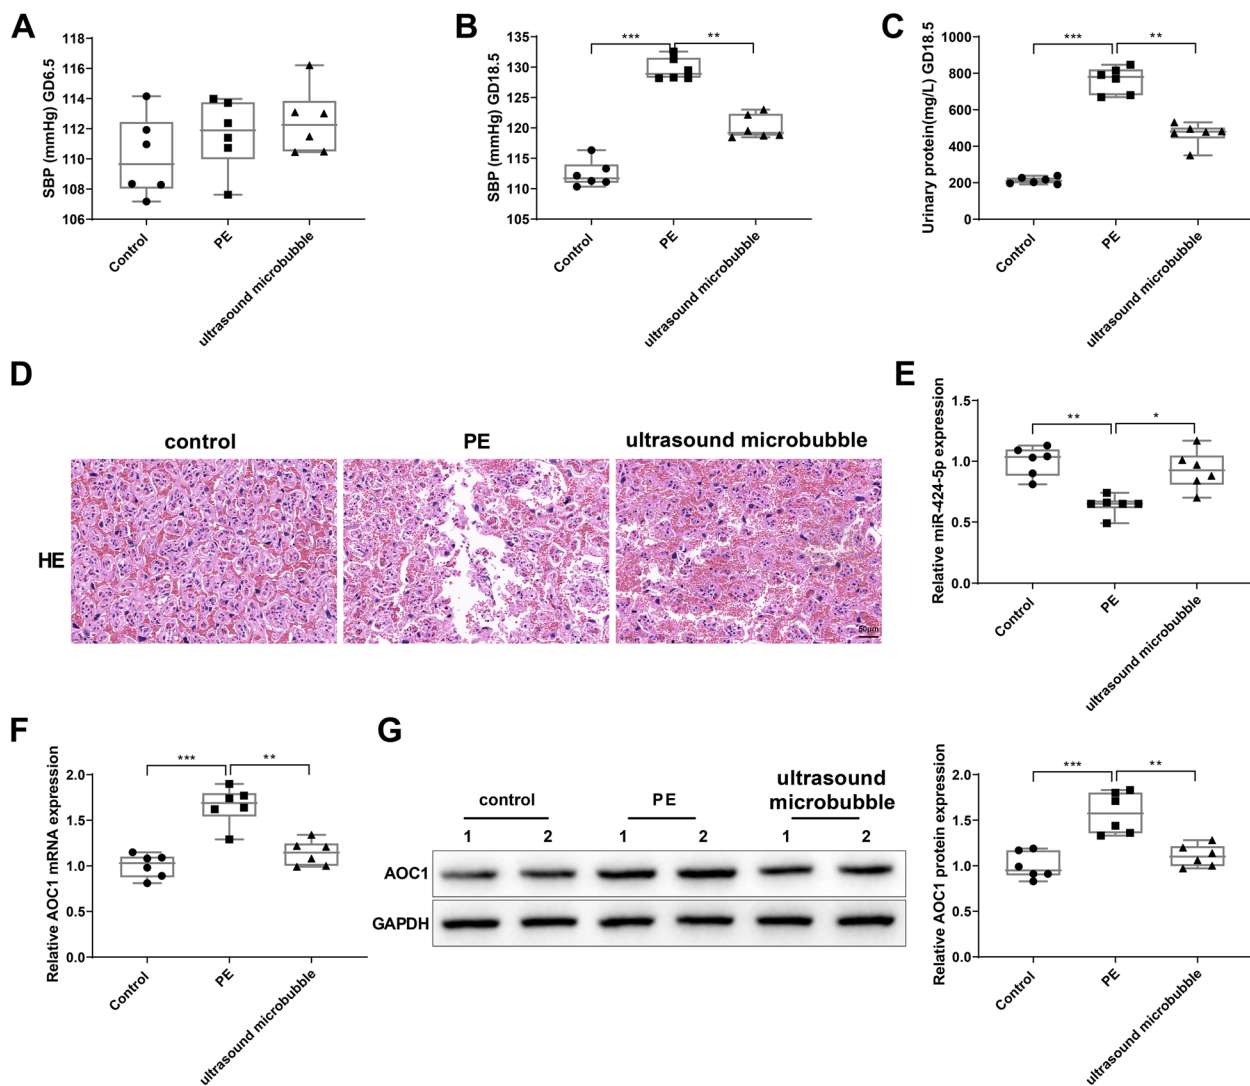 A
SBP (mmHg) GD6.5
118
116
114
112
110
108
106
Control
PE
ultrasound microbubble
B
SBP (mmHg) GD18.5
135
130
125
120
115
110
105
***
**
Control
PE
ultrasound microbubble
C
Urinary protein(mg/L) GD18.5
1000
800
600
400
200
0
***
**
Control
PE
ultrasound microbubble
D
control
PE
ultrasound microbubble
HE
50μm
E
Relative miR-424-5p expression
1.5
1.0
0.5
0.0
**
*
Control
PE
ultrasound microbubble
F
Relative AOC1 mRNA expression
2.0
1.5
1.0
0.5
0.0
***
**
Control
PE
ultrasound microbubble
G
control
PE
ultrasound
microbubble
1 2 1 2 1 2
AOC1
GAPDH
Relative AOC1 protein expression
2.0
1.5
1.0
0.5
0.0
***
**
Control
PE
ultrasound microbubble